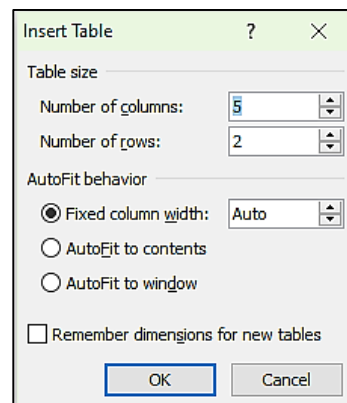 Insert Table ?
Table size
Number of columns: 5
Number of rows: 2
AutoFit behavior
Fixed column width: Auto
AutoFit to contents
AutoFit to window
Remember dimensions for new tables
OK Cancel